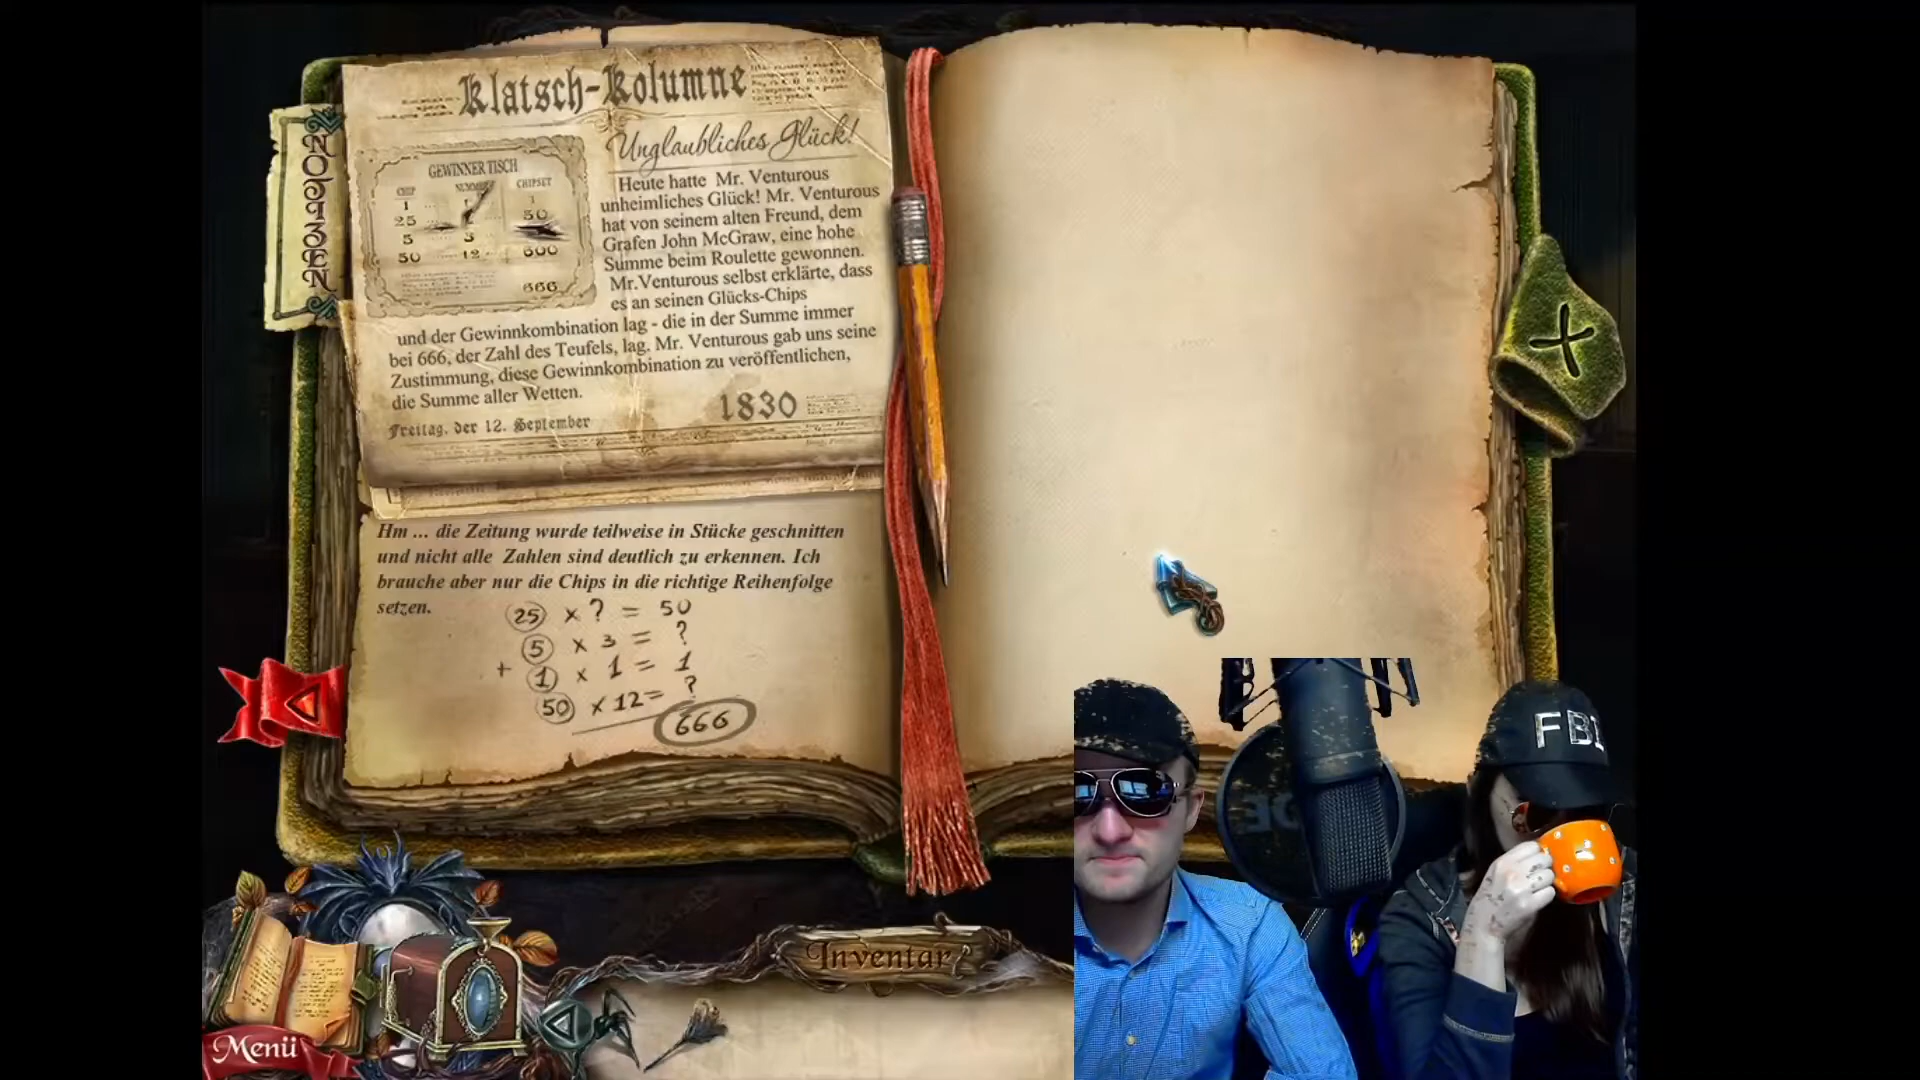 Klatsch-Kolumne
NOTIZEN
Unglaubliches Glück!
GEWINNER TISCH
CHIP NUMMER CHIPSET
1 1 1
25 50
5 3
50 12 600
666
Heute hatte Mr. Venturous
unheimliches Glück! Mr. Venturous
hat von seinem alten Freund, dem
Grafen John McGraw, eine hohe
Summe beim Roulette gewonnen.
Mr.Venturous selbst erklärte, dass
es an seinen Glücks-Chips
und der Gewinnkombination lag - die in der Summe immer
bei 666, der Zahl des Teufels, lag. Mr. Venturous gab uns seine
Zustimmung, diese Gewinnkombination zu veröffentlichen,
die Summe aller Wetten.
1830
Freitag, der 12. September
Hm ... die Zeitung wurde teilweise in Stücke geschnitten
und nicht alle Zahlen sind deutlich zu erkennen. Ich
brauche aber nur die Chips in die richtige Reihenfolge
setzen.
25 x ? = 50
5 x 3 = ?
+ 1 x 1 = 1
50 x 12 = ?
666
FBI
Inventar
Menü